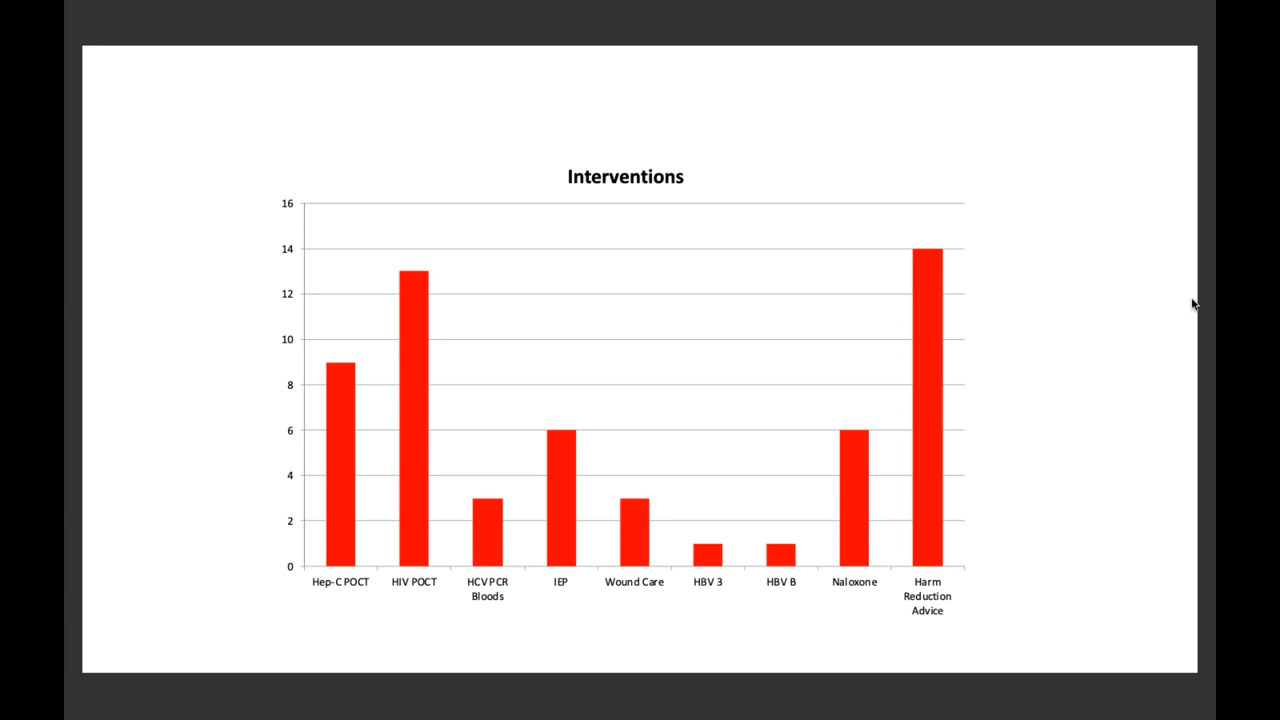 Interventions
16
14
12
10
8
6
4
2
0
Hep-C POCT
HIV POCT
HCV PCR
Bloods
IEP
Wound Care
HBV 3
HBV B
Naloxone
Harm
Reduction
Advice